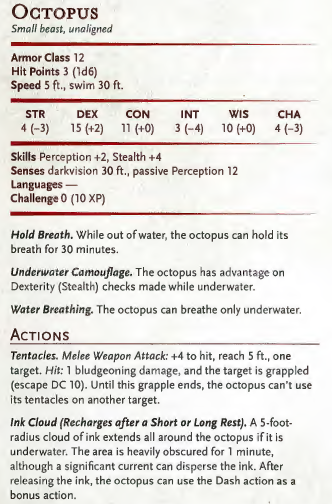 OCTOPUS
Small beast, unaligned
Armor Class 12
Hit Points 3 (1d6)
Speed 5 ft., swim 30 ft.
STR DEX CON INT WIS CHA
4 (–3) 15 (+2) 11 (+0) 3 (–4) 10 (+0) 4 (–3)
Skills Perception +2, Stealth +4
Senses darkvision 30 ft., passive Perception 12
Languages —
Challenge 0 (10 XP)
Hold Breath. While out of water, the octopus can hold its
breath for 30 minutes.
Underwater Camouflage. The octopus has advantage on
Dexterity (Stealth) checks made while underwater.
Water Breathing. The octopus can breathe only underwater.
ACTIONS
Tentacles. Melee Weapon Attack: +4 to hit, reach 5 ft., one
target. Hit: 1 bludgeoning damage, and the target is grappled
(escape DC 10). Until this grapple ends, the octopus can't use
its tentacles on another target.
Ink Cloud (Recharges after a Short or Long Rest). A 5-foot-
radius cloud of ink extends all around the octopus if it is
underwater. The area is heavily obscured for 1 minute,
although a significant current can disperse the ink. After
releasing the ink, the octopus can use the Dash action as a
bonus action.